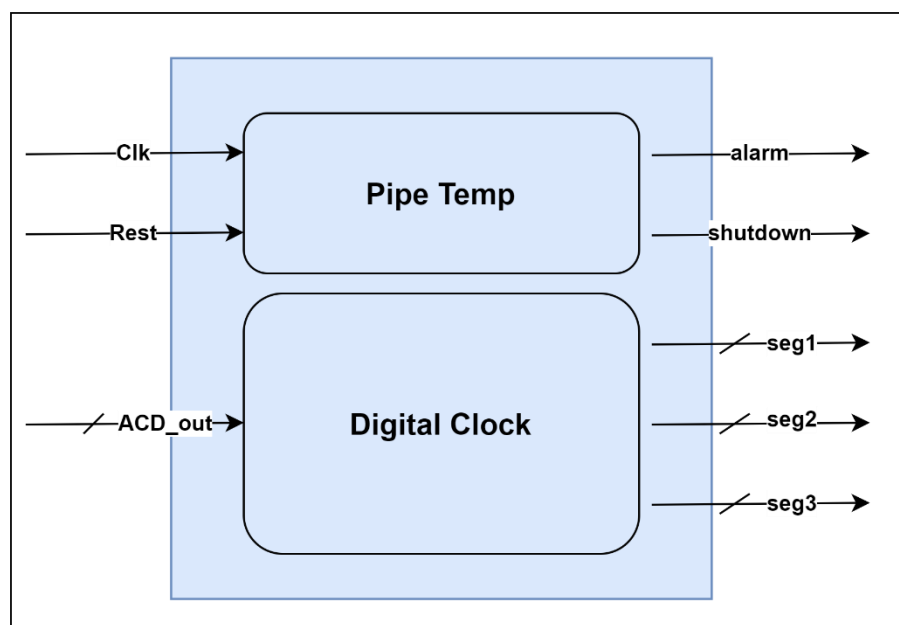 Clk
Pipe Temp
alarm
Rest
shutdown
seg1
ACD_out
Digital Clock
seg2
seg3